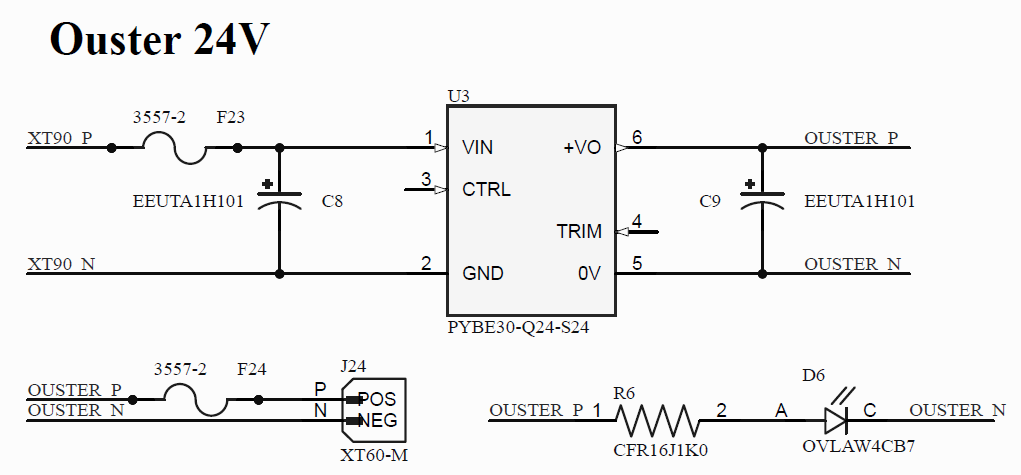 Ouster 24V
U3
3557-2 F23
XT90_P 1 VIN +VO 6 OUSTER_P
3 CTRL
EEUTA1H101 C8 C9 EEUTA1H101
TRIM 4
XT90_N 2 GND 0V 5 OUSTER_N
PYBE30-Q24-S24
3557-2 F24 J24
OUSTER_P P POS
OUSTER_N N NEG
XT60-M
R6 D6
OUSTER_P 1 2 A C OUSTER_N
CFR16J1K0 OVLAW4CB7